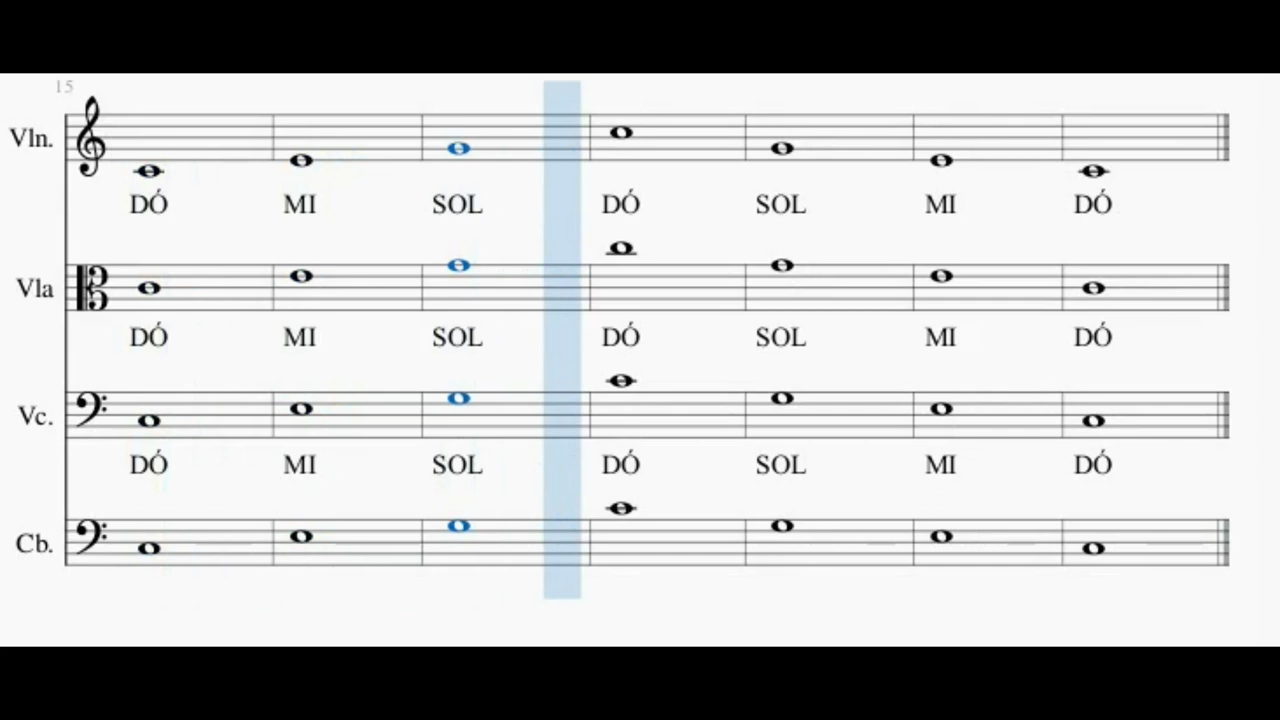 15
Vln.
DÓ MI SOL DÓ SOL MI DÓ
Vla
DÓ MI SOL DÓ SOL MI DÓ
Vc.
DÓ MI SOL DÓ SOL MI DÓ
Cb.